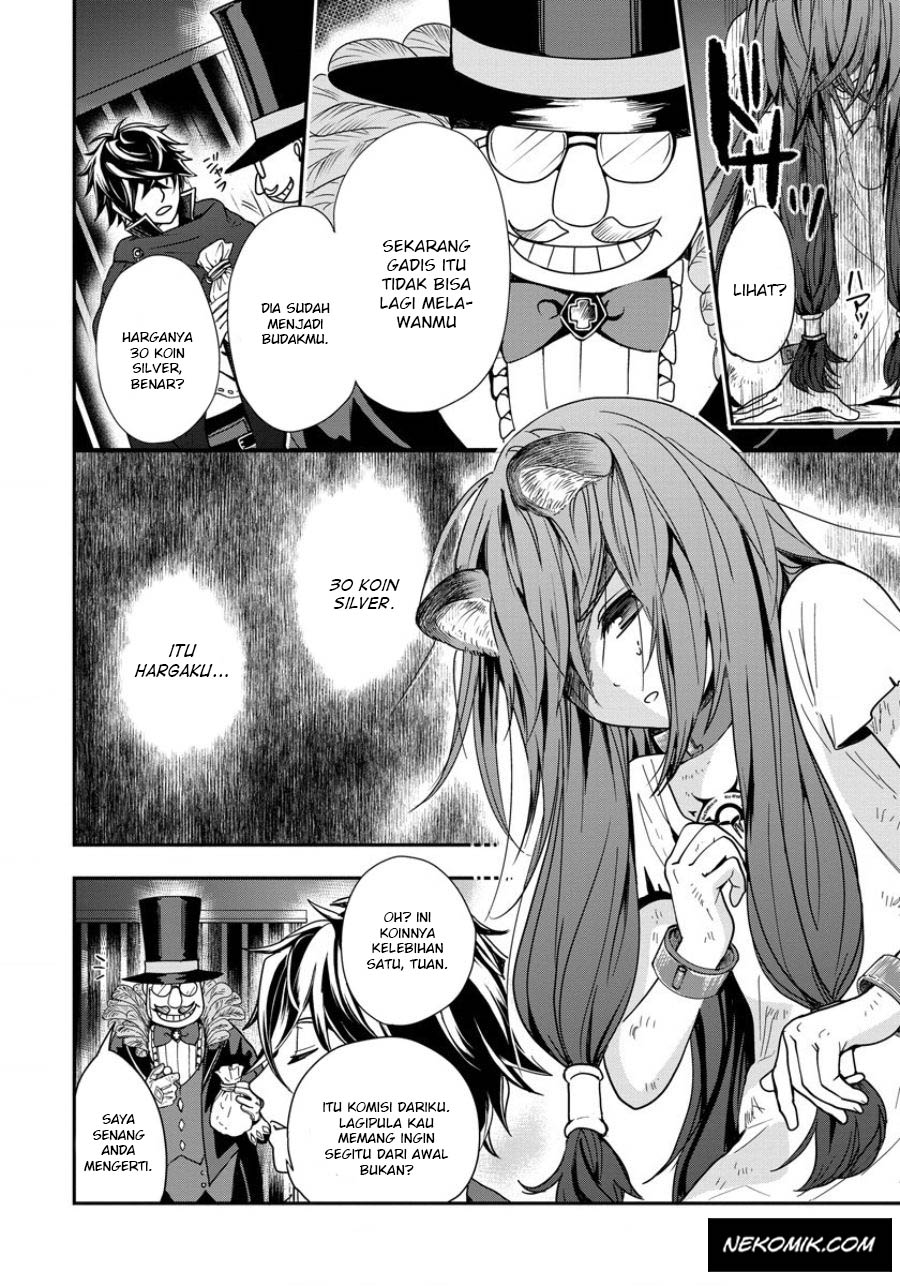 LIHAT?
SEKARANG
GADIS ITU
TIDAK BISA
LAGI MELA-
WANMU
DIA SUDAH
MENJADI
BUDAKMU.
HARGANYA
30 KOIN
SILVER,
BENAR?
30 KOIN
SILVER.
ITU
HARGAKU...
OH? INI
KOINNYA
KELEBIHAN
SATU, TUAN.
ITU KOMISI DARIKU.
LAGIPULA KAU
MEMANG INGIN
SEGITU DARI AWAL
BUKAN?
SAYA
SENANG
ANDA
MENGERTI.
NEKOMIK.COM